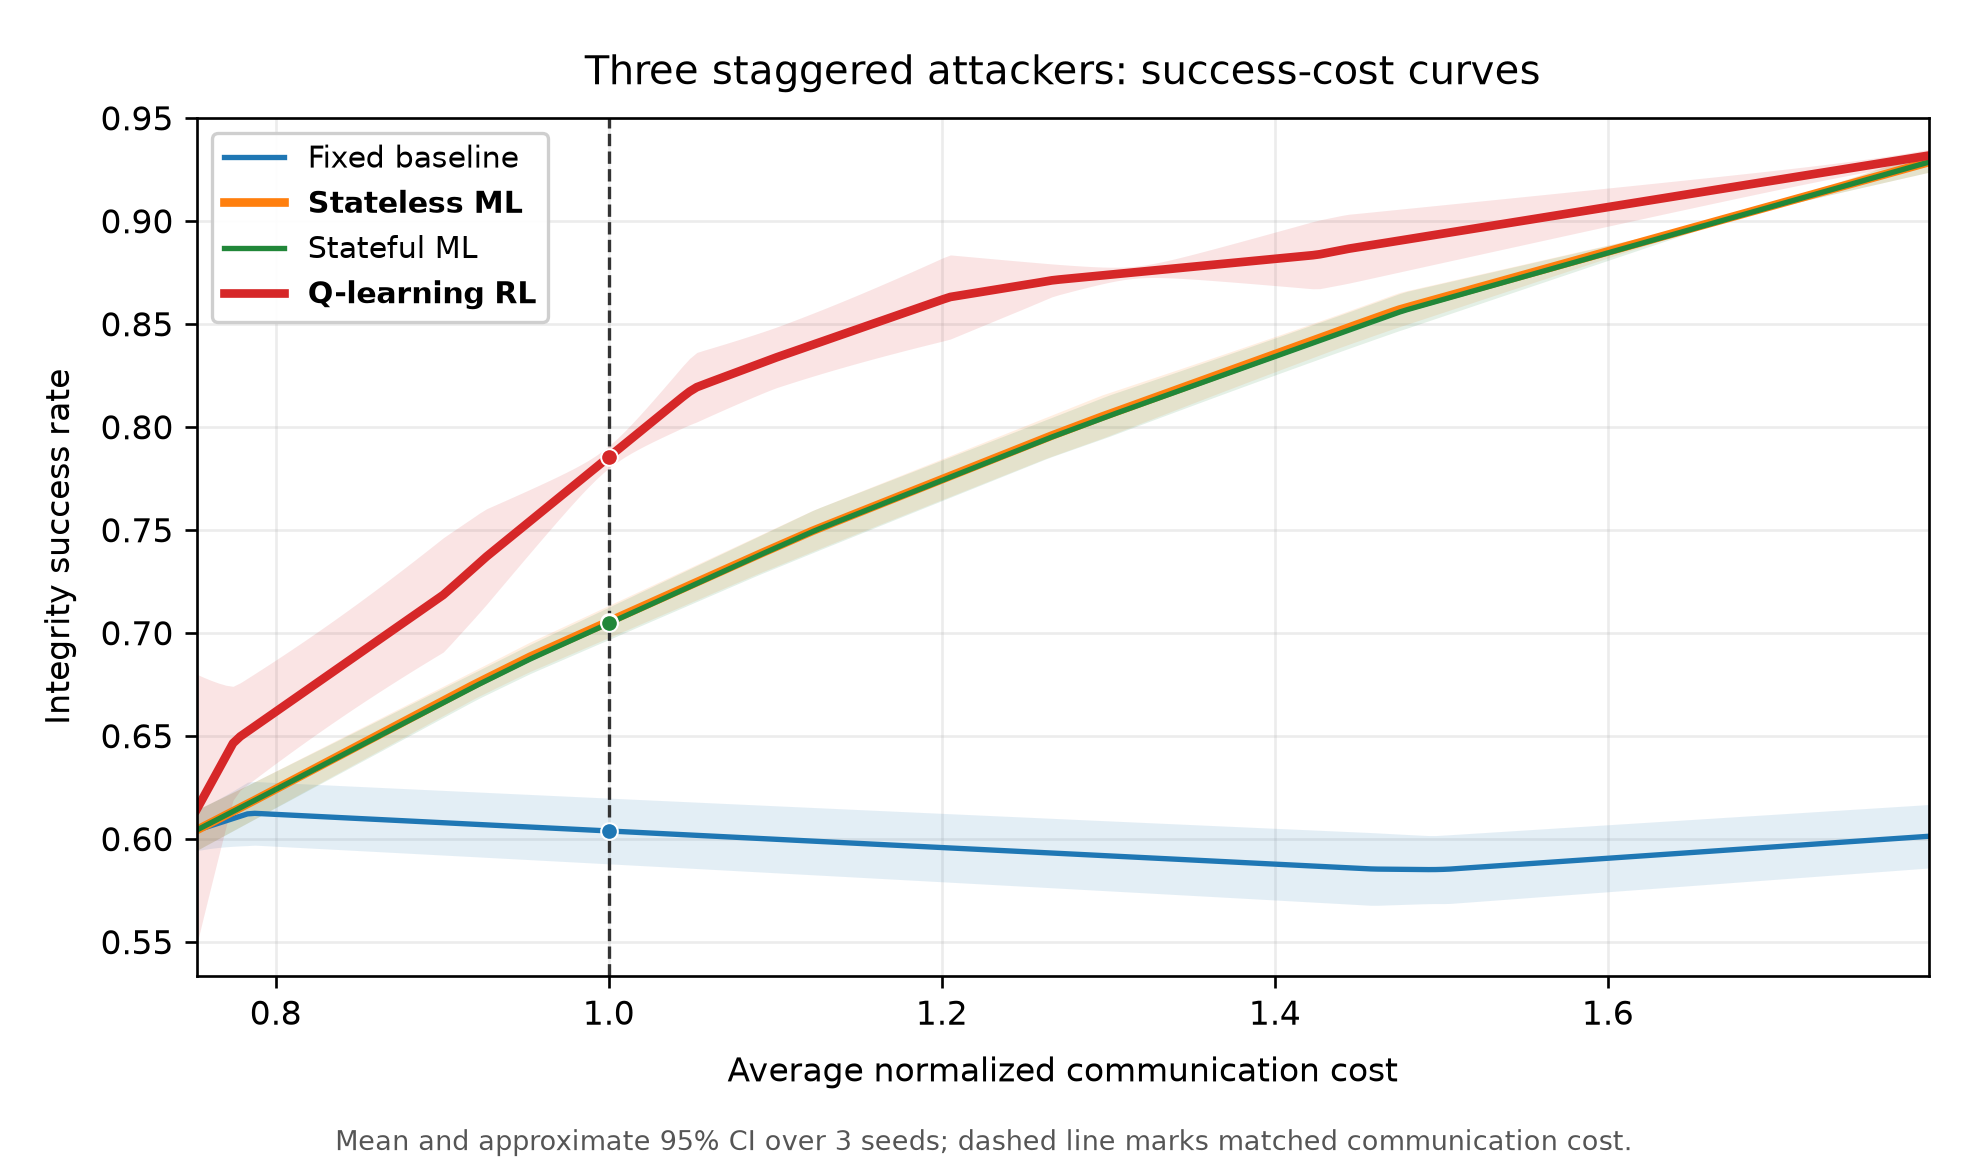 Three staggered attackers: success-cost curves
0.95
0.90
0.85
0.80
0.75
0.70
0.65
0.60
0.55
Integrity success rate
Fixed baseline
Stateless ML
Stateful ML
Q-learning RL
0.8
1.0
1.2
1.4
1.6
Average normalized communication cost
Mean and approximate 95% CI over 3 seeds; dashed line marks matched communication cost.